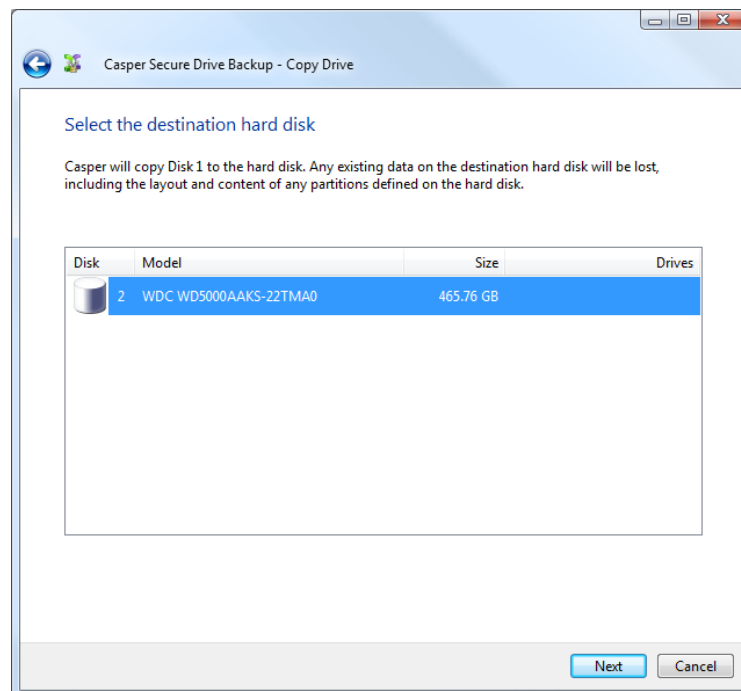 Casper Secure Drive Backup - Copy Drive
Select the destination hard disk
Casper will copy Disk 1 to the hard disk. Any existing data on the destination hard disk will be lost,
including the layout and content of any partitions defined on the hard disk.
Disk Model Size Drives
2 WDC WD5000AAKS-22TMA0 465.76 GB
Next Cancel